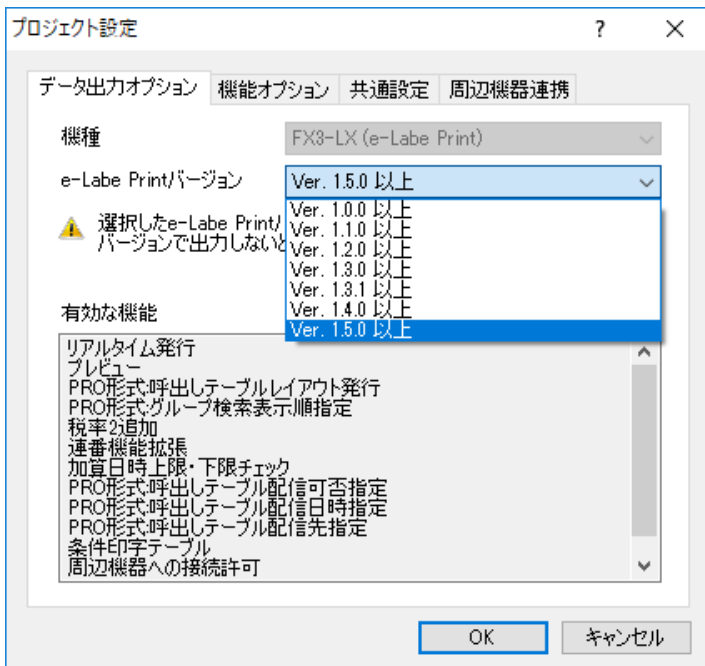 プロジェクト設定
?
データ出力オプション 機能オプション 共通設定 周辺機器連携
機種 FX3-LX (e-Labe Print)
e-Labe Printバージョン Ver. 1.5.0 以上
選択したe-Labe Print/
バージョンで出力しないと
Ver. 1.0.0 以上
Ver. 1.1.0 以上
Ver. 1.2.0 以上
Ver. 1.3.0 以上
Ver. 1.3.1 以上
Ver. 1.4.0 以上
Ver. 1.5.0 以上
有効な機能
リアルタイム発行
プレビュー
PRO形式:呼出しテーブルレイアウト発行
PRO形式:グループ検索表示順指定
税率2追加
連番機能拡張
加算日時上限・下限チェック
PRO形式:呼出しテーブル配信可否指定
PRO形式:呼出しテーブル配信日時指定
PRO形式:呼出しテーブル配信先指定
条件印字テーブル
周辺機器への接続許可
OK キャンセル